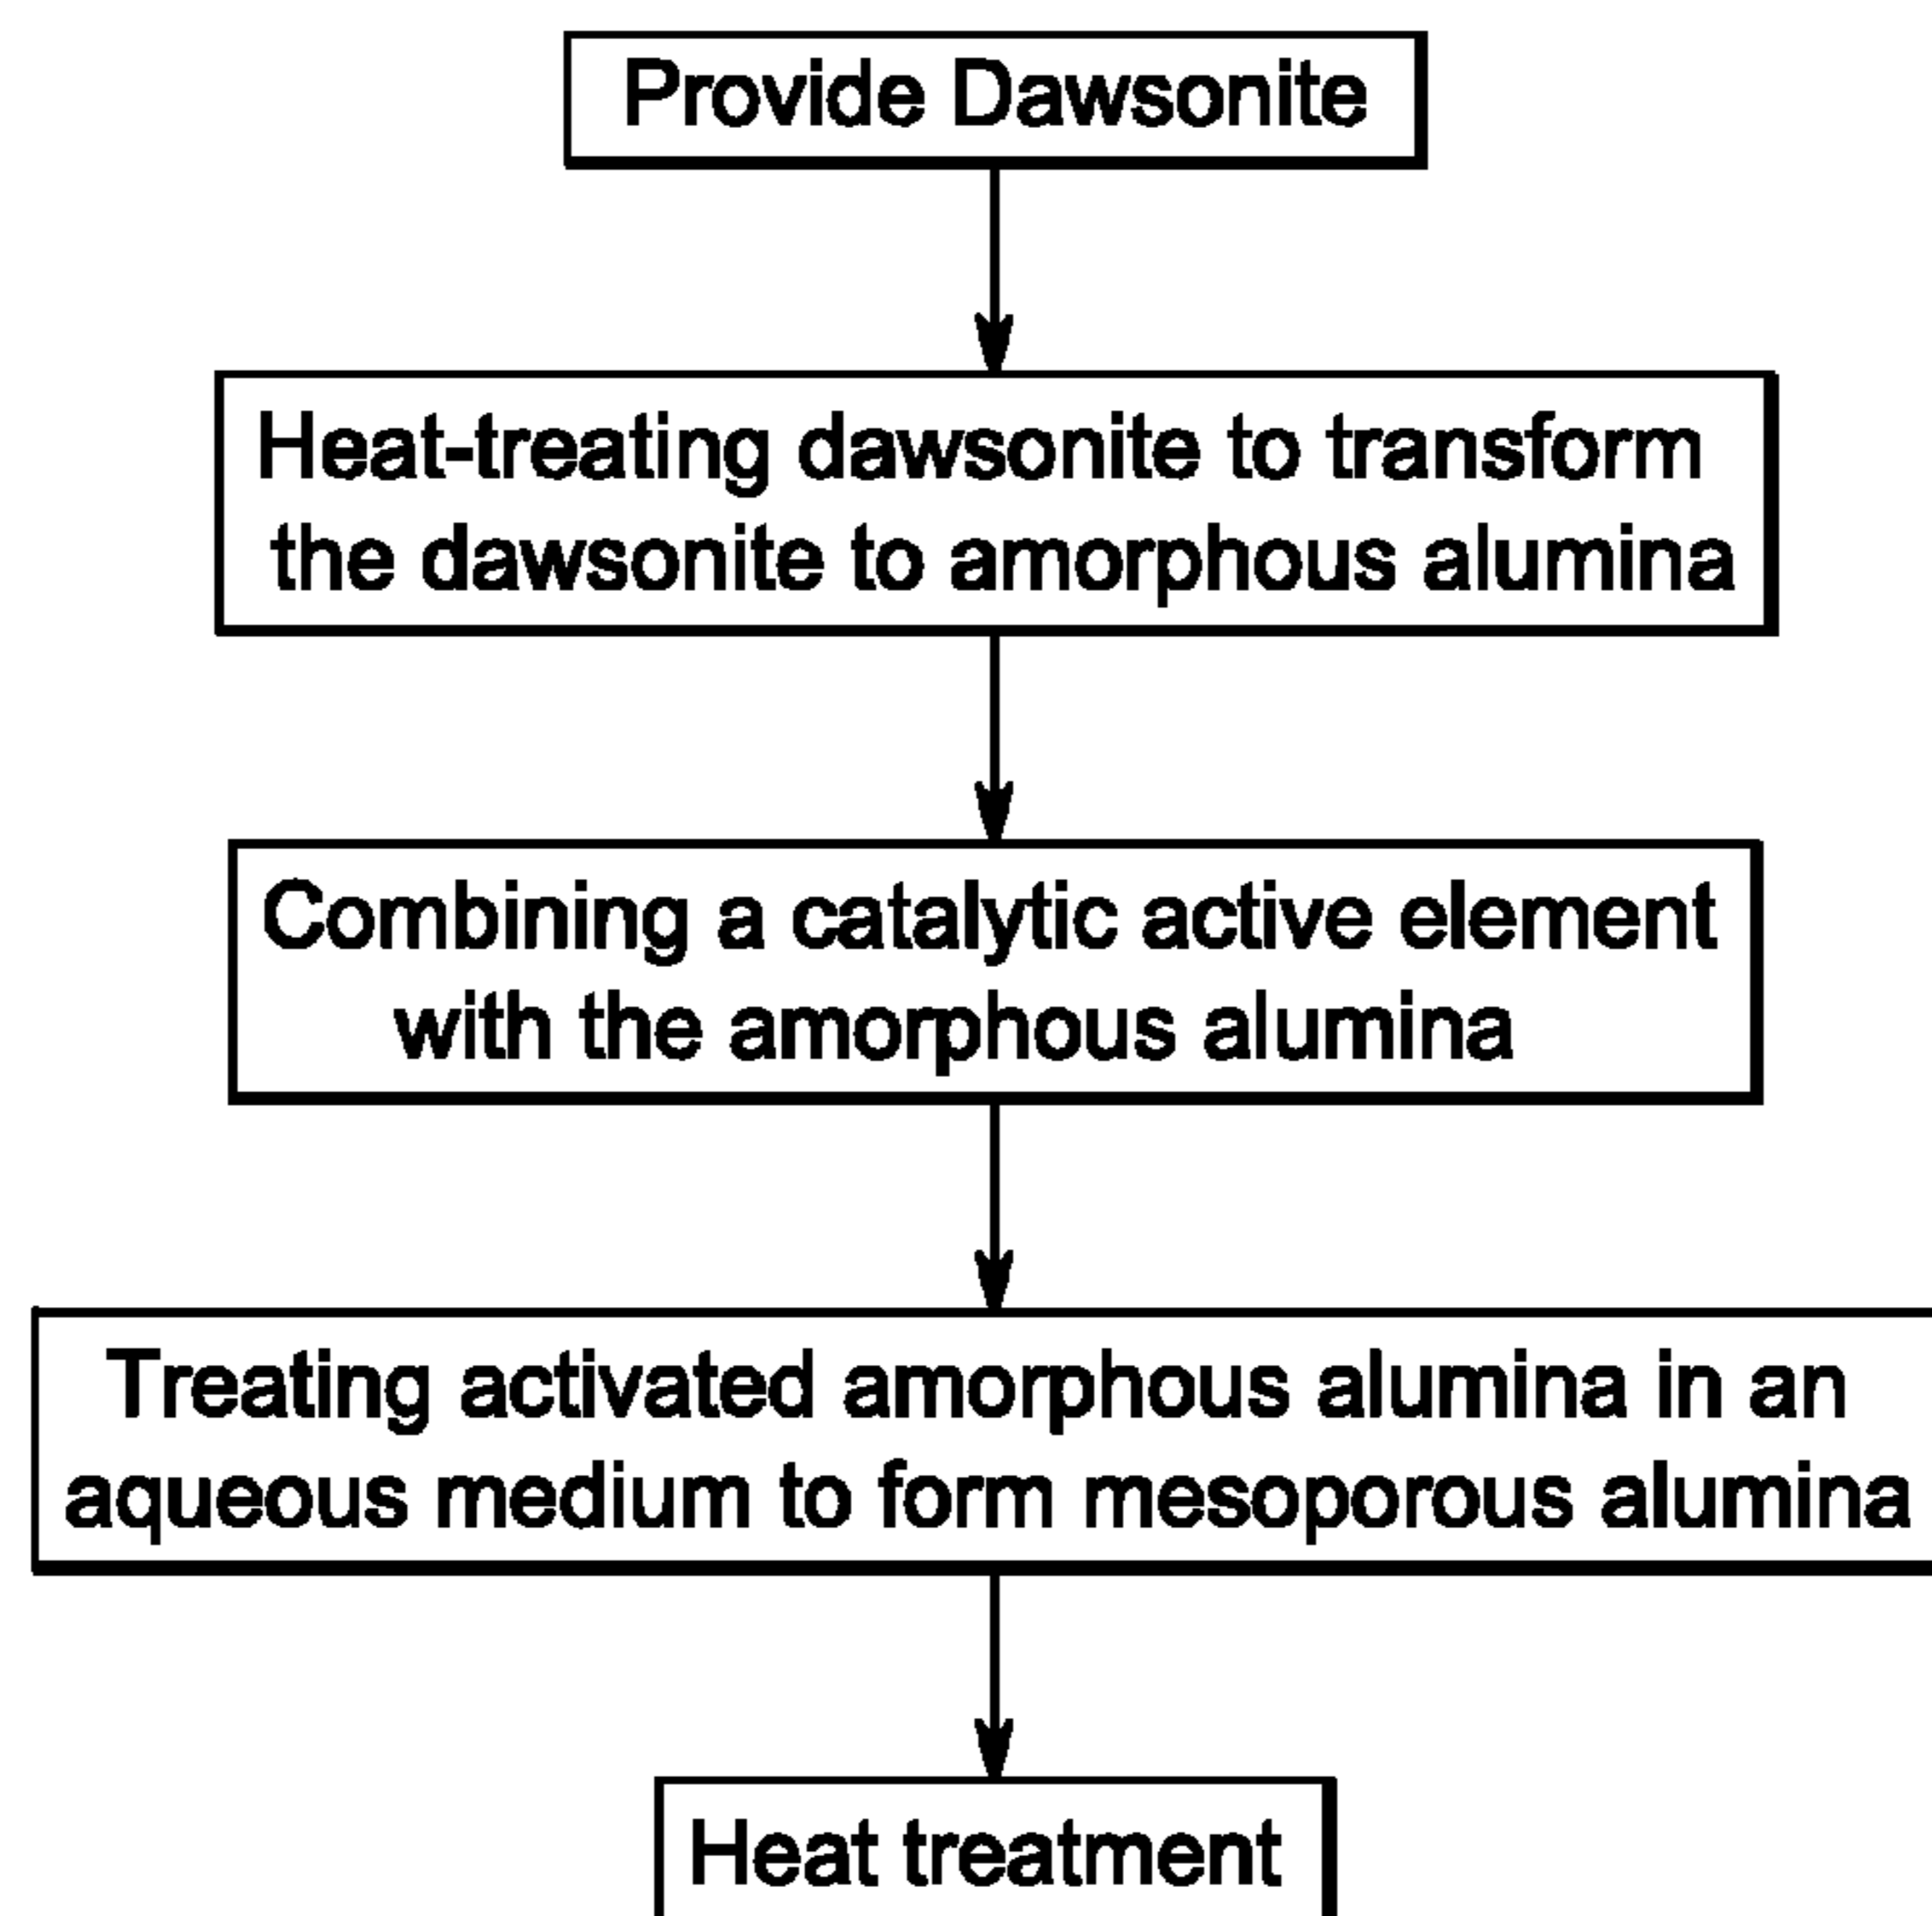 Provide Dawsonite
Heat-treating dawsonite to transform
the dawsonite to amorphous alumina
Combining a catalytic active element
with the amorphous alumina
Treating activated amorphous alumina in an
aqueous medium to form mesoporous alumina
Heat treatment